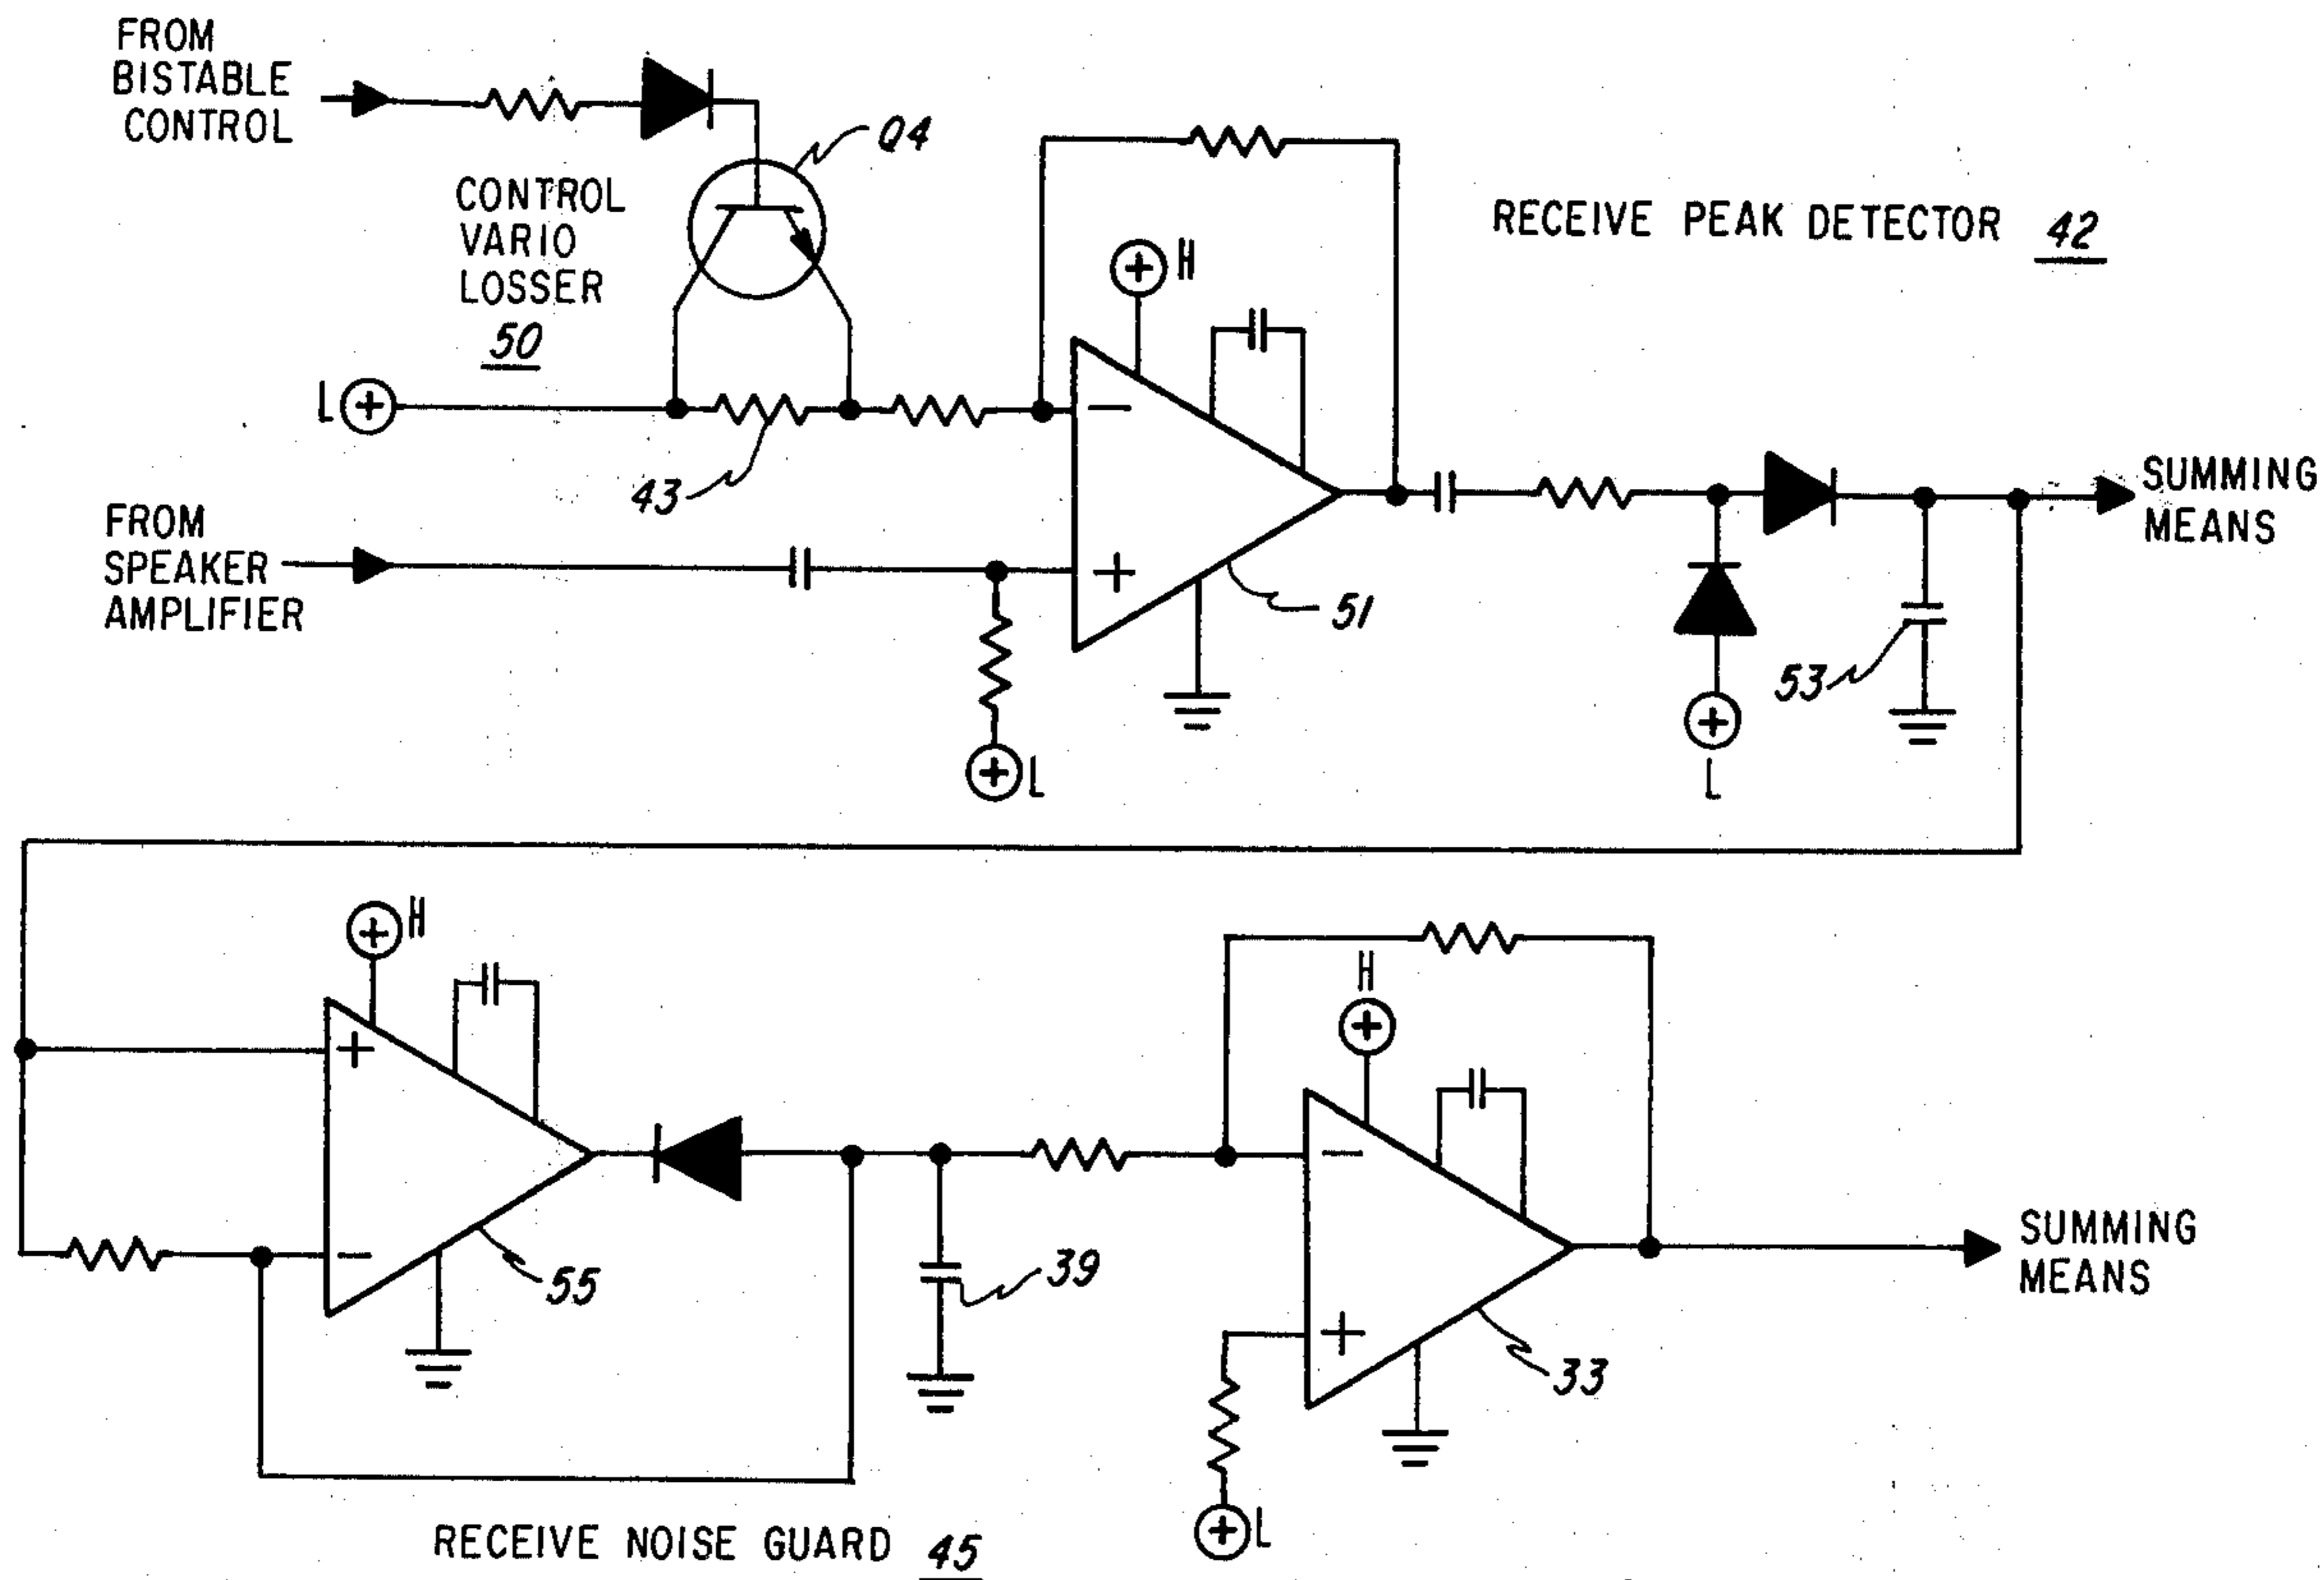 FROM
BISTABLE
CONTROL
Q4
CONTROL
VARIO
LOSSER
50
RECEIVE PEAK DETECTOR 42
+ H
L +
43
−
+
FROM
SPEAKER
AMPLIFIER
51
SUMMING
MEANS
53
+
L
+ L
+ H
H
+
+
−
55
39
−
+
33
SUMMING
MEANS
+ L
RECEIVE NOISE GUARD 45